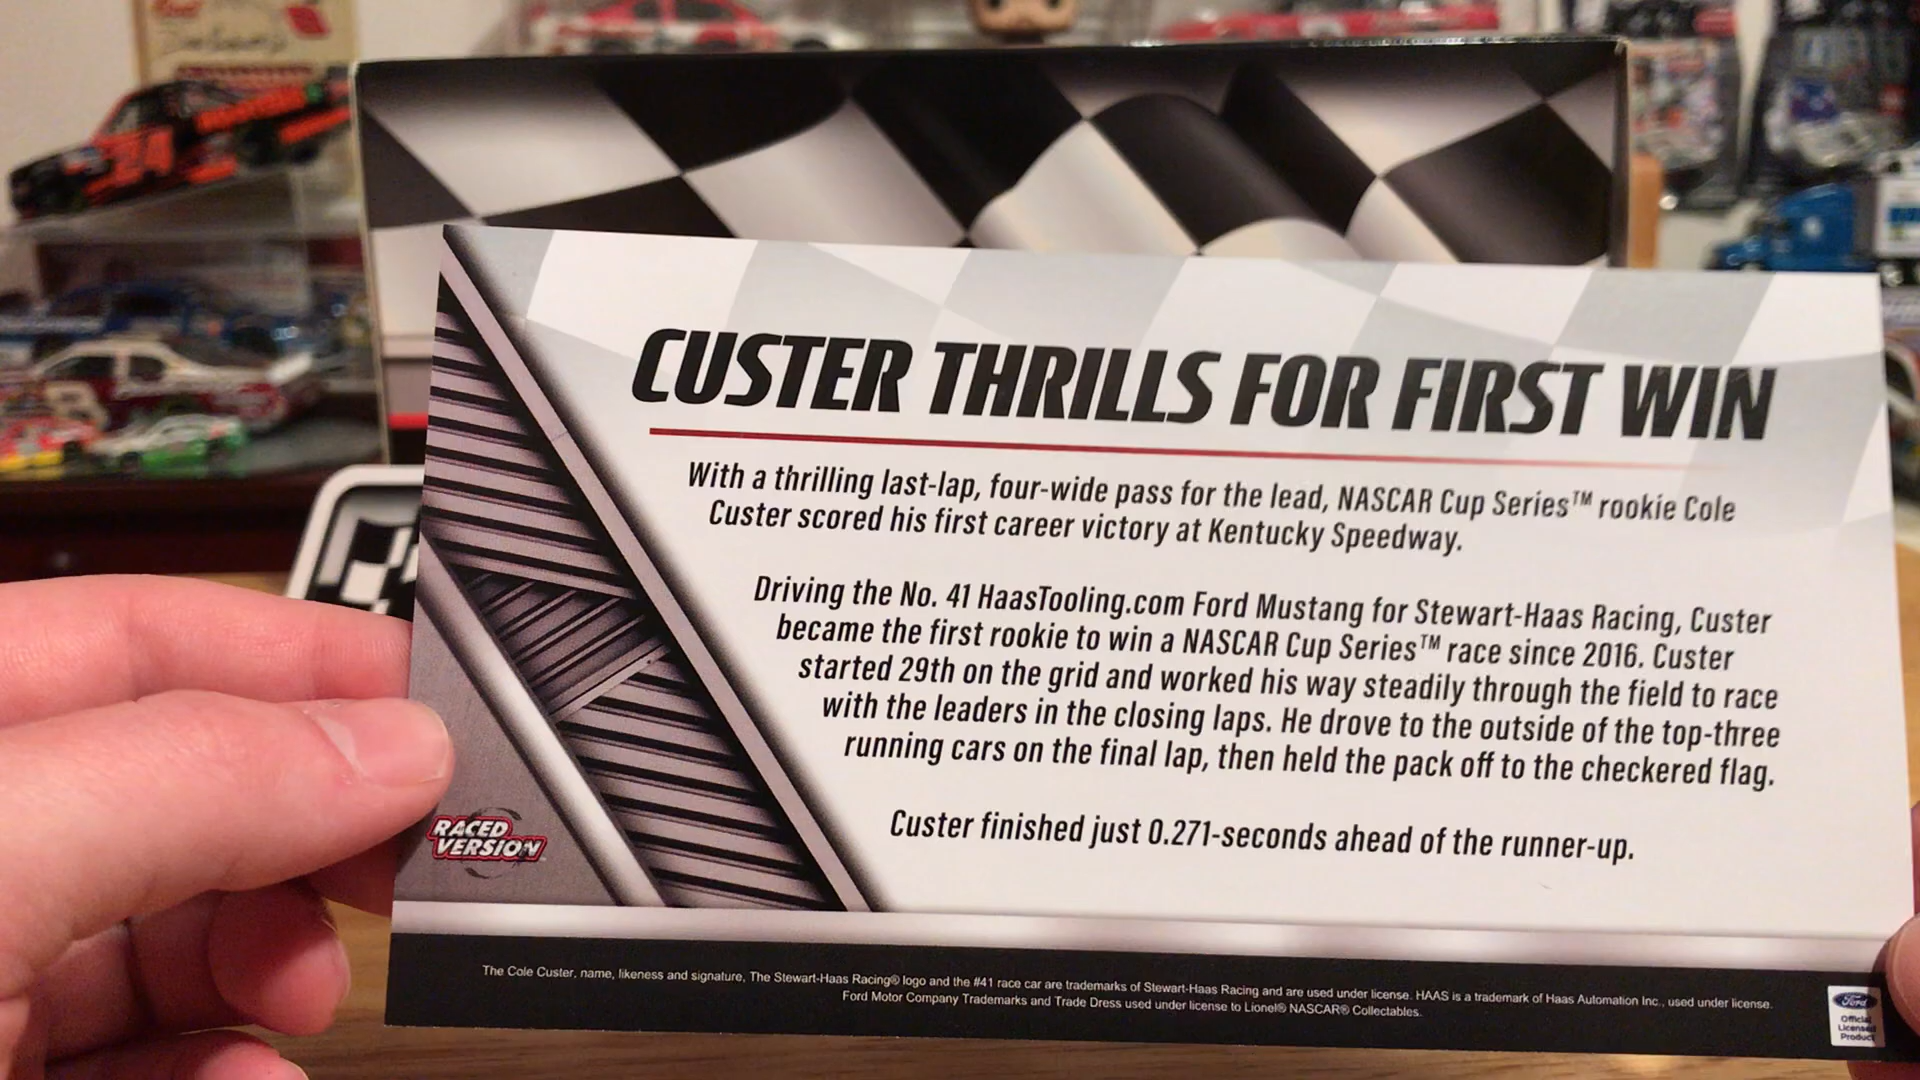 CUSTER THRILLS FOR FIRST WIN
With a thrilling last-lap, four-wide pass for the lead, NASCAR Cup Series™ rookie Cole
Custer scored his first career victory at Kentucky Speedway.
Driving the No. 41 HaasTooling.com Ford Mustang for Stewart-Haas Racing, Custer
became the first rookie to win a NASCAR Cup Series™ race since 2016. Custer
started 29th on the grid and worked his way steadily through the field to race
with the leaders in the closing laps. He drove to the outside of the top-three
running cars on the final lap, then held the pack off to the checkered flag.
Custer finished just 0.271-seconds ahead of the runner-up.
RACED
VERSION
The Cole Custer, name, likeness and signature, The Stewart-Haas Racing® logo and the #41 race car are trademarks of Stewart-Haas Racing and are used under license. HAAS is a trademark of Haas Automation Inc., used under license.
Ford Motor Company Trademarks and Trade Dress used under license to Lionel® NASCAR® Collectables.
Ford
Official
Licensed
Product
24